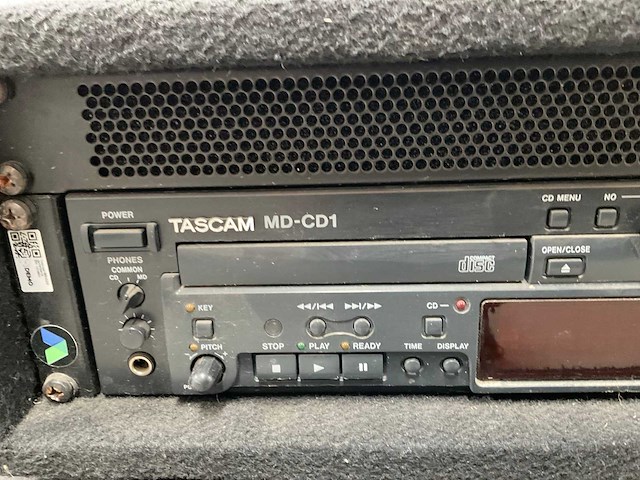 POWER
TASCAM MD-CD1
CD MENU NO
PHONES
COMMON
CD MD
COMPACT
disc
OPEN/CLOSE
KEY
CD
PITCH
STOP PLAY READY
TIME DISPLAY